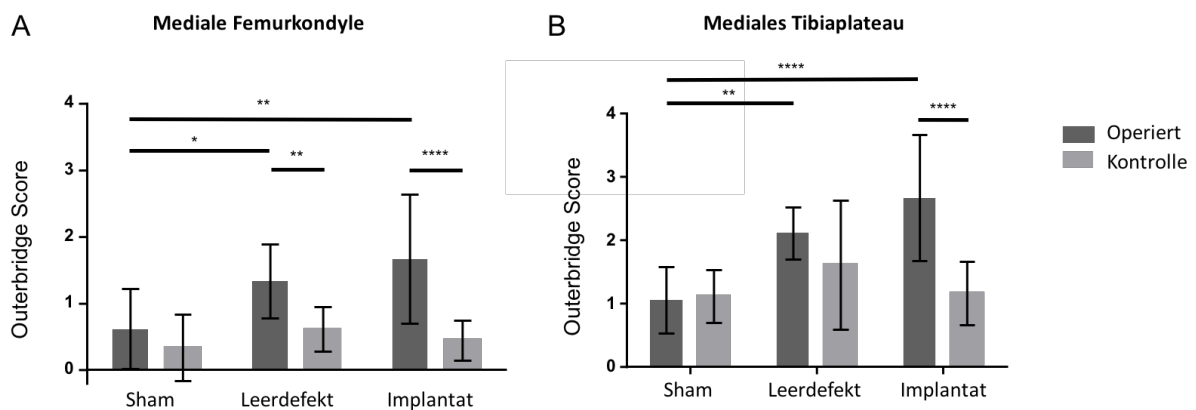 A
Mediale Femurkondyle
**
*
**
****
4
3
2
1
0
Outerbridge Score
Sham
Leerdefekt
Implantat
B
Mediales Tibiaplateau
****
**
****
4
3
2
1
0
Outerbridge Score
Sham
Leerdefekt
Implantat
Operiert
Kontrolle